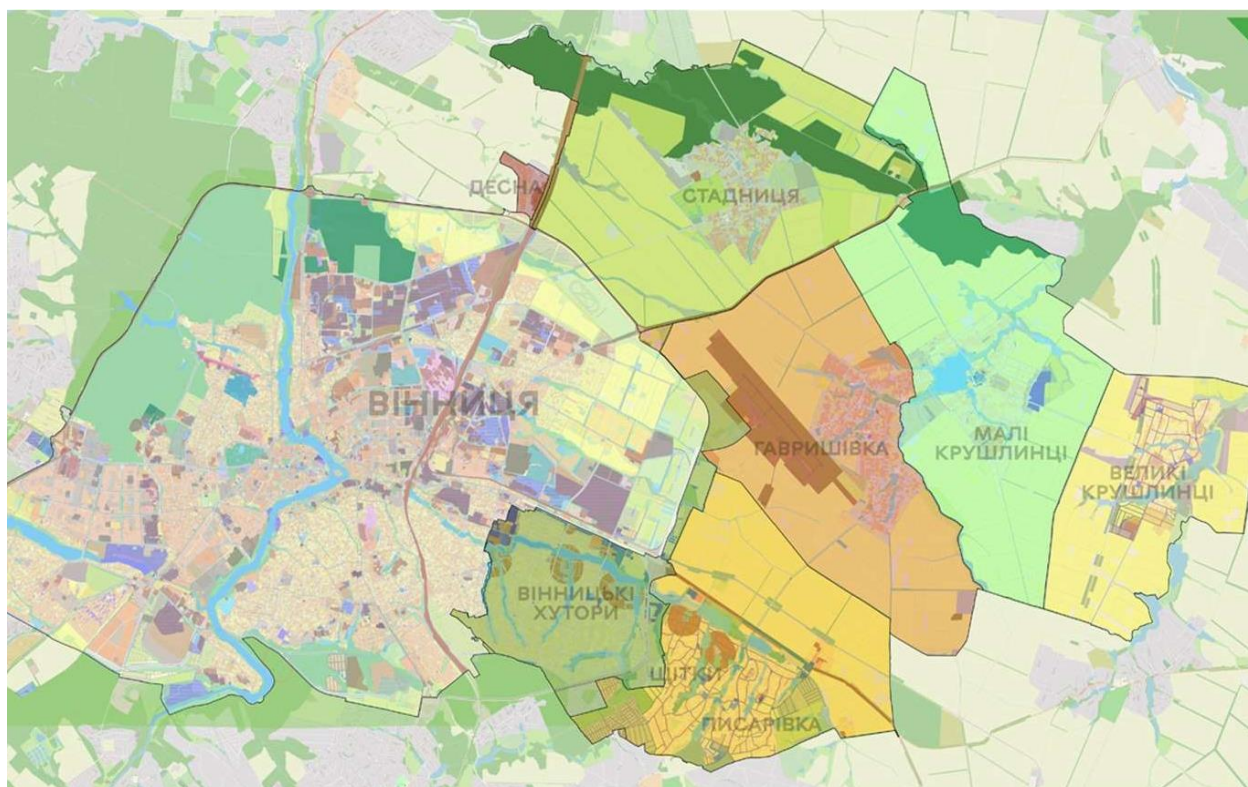 ДЕСНА
СТАДНИЦЯ
ВІННИЦЯ
ГАВРИШІВКА
МАЛІ
КРУШЛИНЦІ
ВЕЛИКІ
КРУШЛИНЦІ
ВІННИЦЬКІ
ХУТОРИ
ЩІТКИ
ПИСАРІВКА